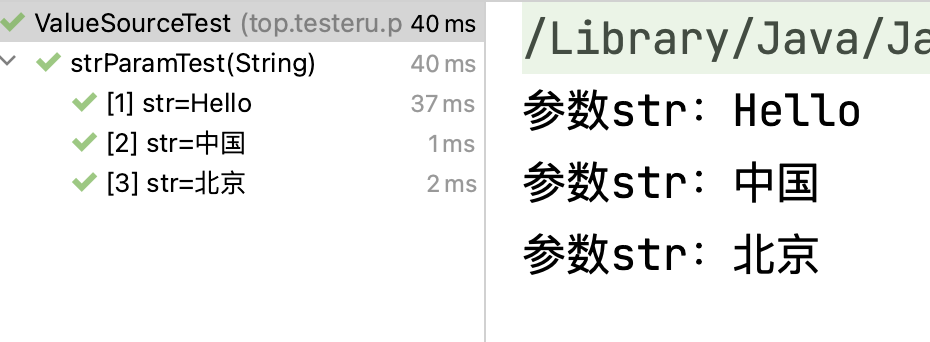 ValueSourceTest (top.testeru.p 40 ms
strParamTest(String) 40 ms
[1] str=Hello 37 ms
[2] str=中国 1 ms
[3] str=北京 2 ms
/Library/Java/Ja
参数str: Hello
参数str: 中国
参数str: 北京